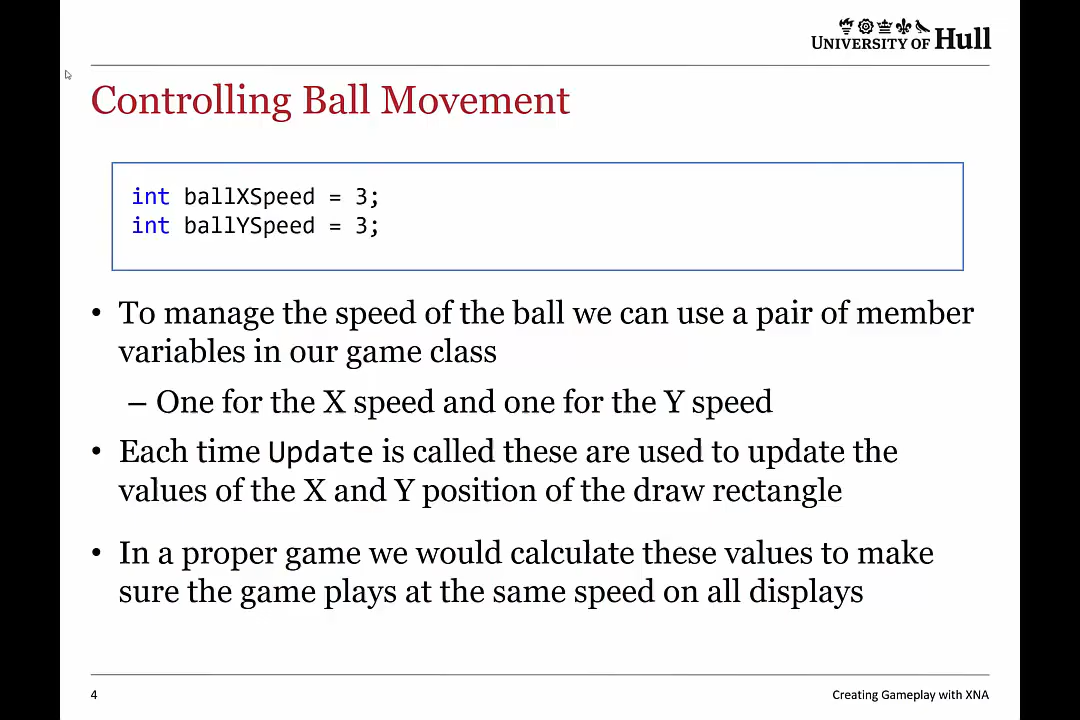 UNIVERSITY OF Hull
Controlling Ball Movement
int ballXSpeed = 3;
int ballYSpeed = 3;
• To manage the speed of the ball we can use a pair of member
variables in our game class
– One for the X speed and one for the Y speed
• Each time Update is called these are used to update the
values of the X and Y position of the draw rectangle
• In a proper game we would calculate these values to make
sure the game plays at the same speed on all displays
4
Creating Gameplay with XNA